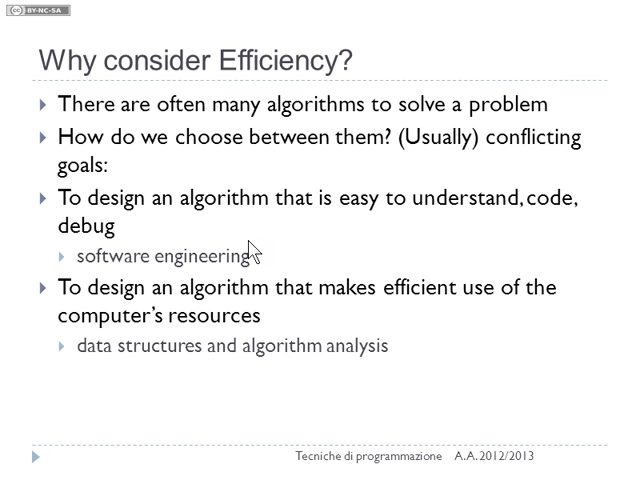 cc BY-NC-SA
Why consider Efficiency?
There are often many algorithms to solve a problem
How do we choose between them? (Usually) conflicting
goals:
To design an algorithm that is easy to understand, code,
debug
software engineering
To design an algorithm that makes efficient use of the
computer's resources
data structures and algorithm analysis
Tecniche di programmazione A.A. 2012/2013